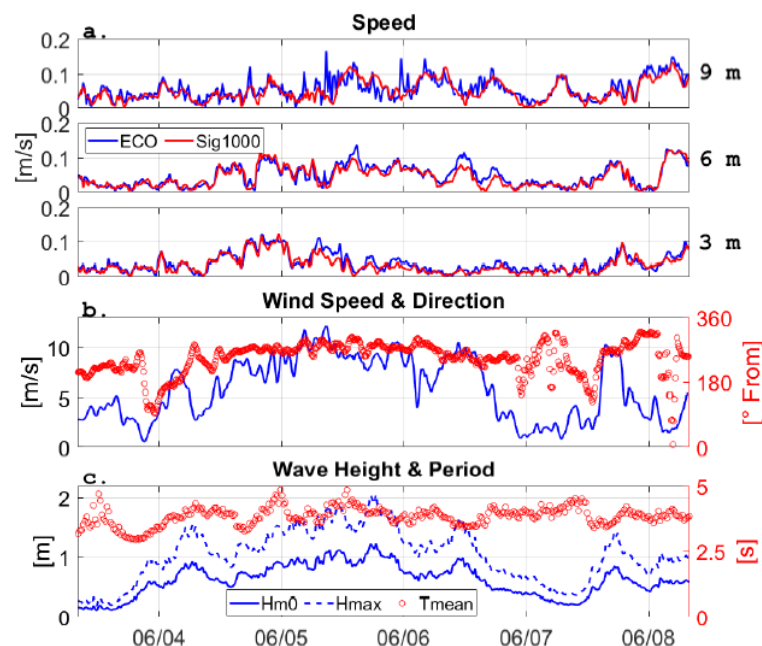 Speed
a.
0.2
0.1
0
9 m
[m/s]
ECO Sig1000
0.2
0.1
0
6 m
0.2
0.1
0
3 m
b.
Wind Speed & Direction
10
5
0
[m/s]
360
180
0
[° From]
c.
Wave Height & Period
2
1
0
[m]
5
2.5
0
[s]
Hm0 Hmax Tmean
06/04 06/05 06/06 06/07 06/08